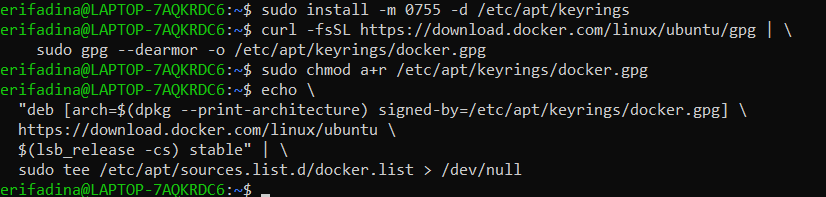 erifadina@LAPTOP-7AQKRDC6:~$ sudo install -m 0755 -d /etc/apt/keyrings
erifadina@LAPTOP-7AQKRDC6:~$ curl -fsSL https://download.docker.com/linux/ubuntu/gpg | \
    sudo gpg --dearmor -o /etc/apt/keyrings/docker.gpg
erifadina@LAPTOP-7AQKRDC6:~$ sudo chmod a+r /etc/apt/keyrings/docker.gpg
erifadina@LAPTOP-7AQKRDC6:~$ echo \
  "deb [arch=$(dpkg --print-architecture) signed-by=/etc/apt/keyrings/docker.gpg] \
  https://download.docker.com/linux/ubuntu \
  $(lsb_release -cs) stable" | \
  sudo tee /etc/apt/sources.list.d/docker.list > /dev/null
erifadina@LAPTOP-7AQKRDC6:~$